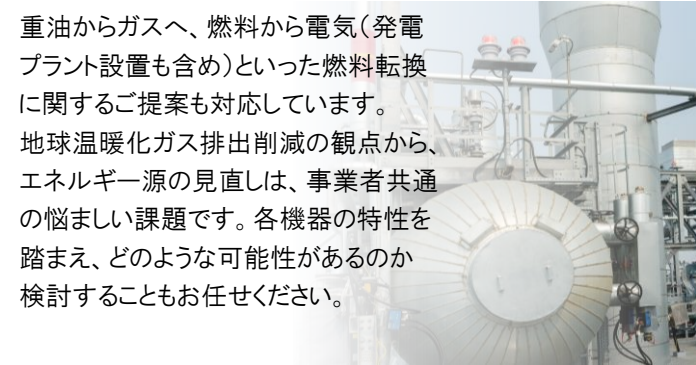 重油からガスへ、燃料から電気（発電
プラント設置も含め）といった燃料転換
に関するご提案も対応しています。
地球温暖化ガス排出削減の観点から、
エネルギー源の見直しは、事業者共通
の悩ましい課題です。各機器の特性を
踏まえ、どのような可能性があるのか
検討することもお任せください。